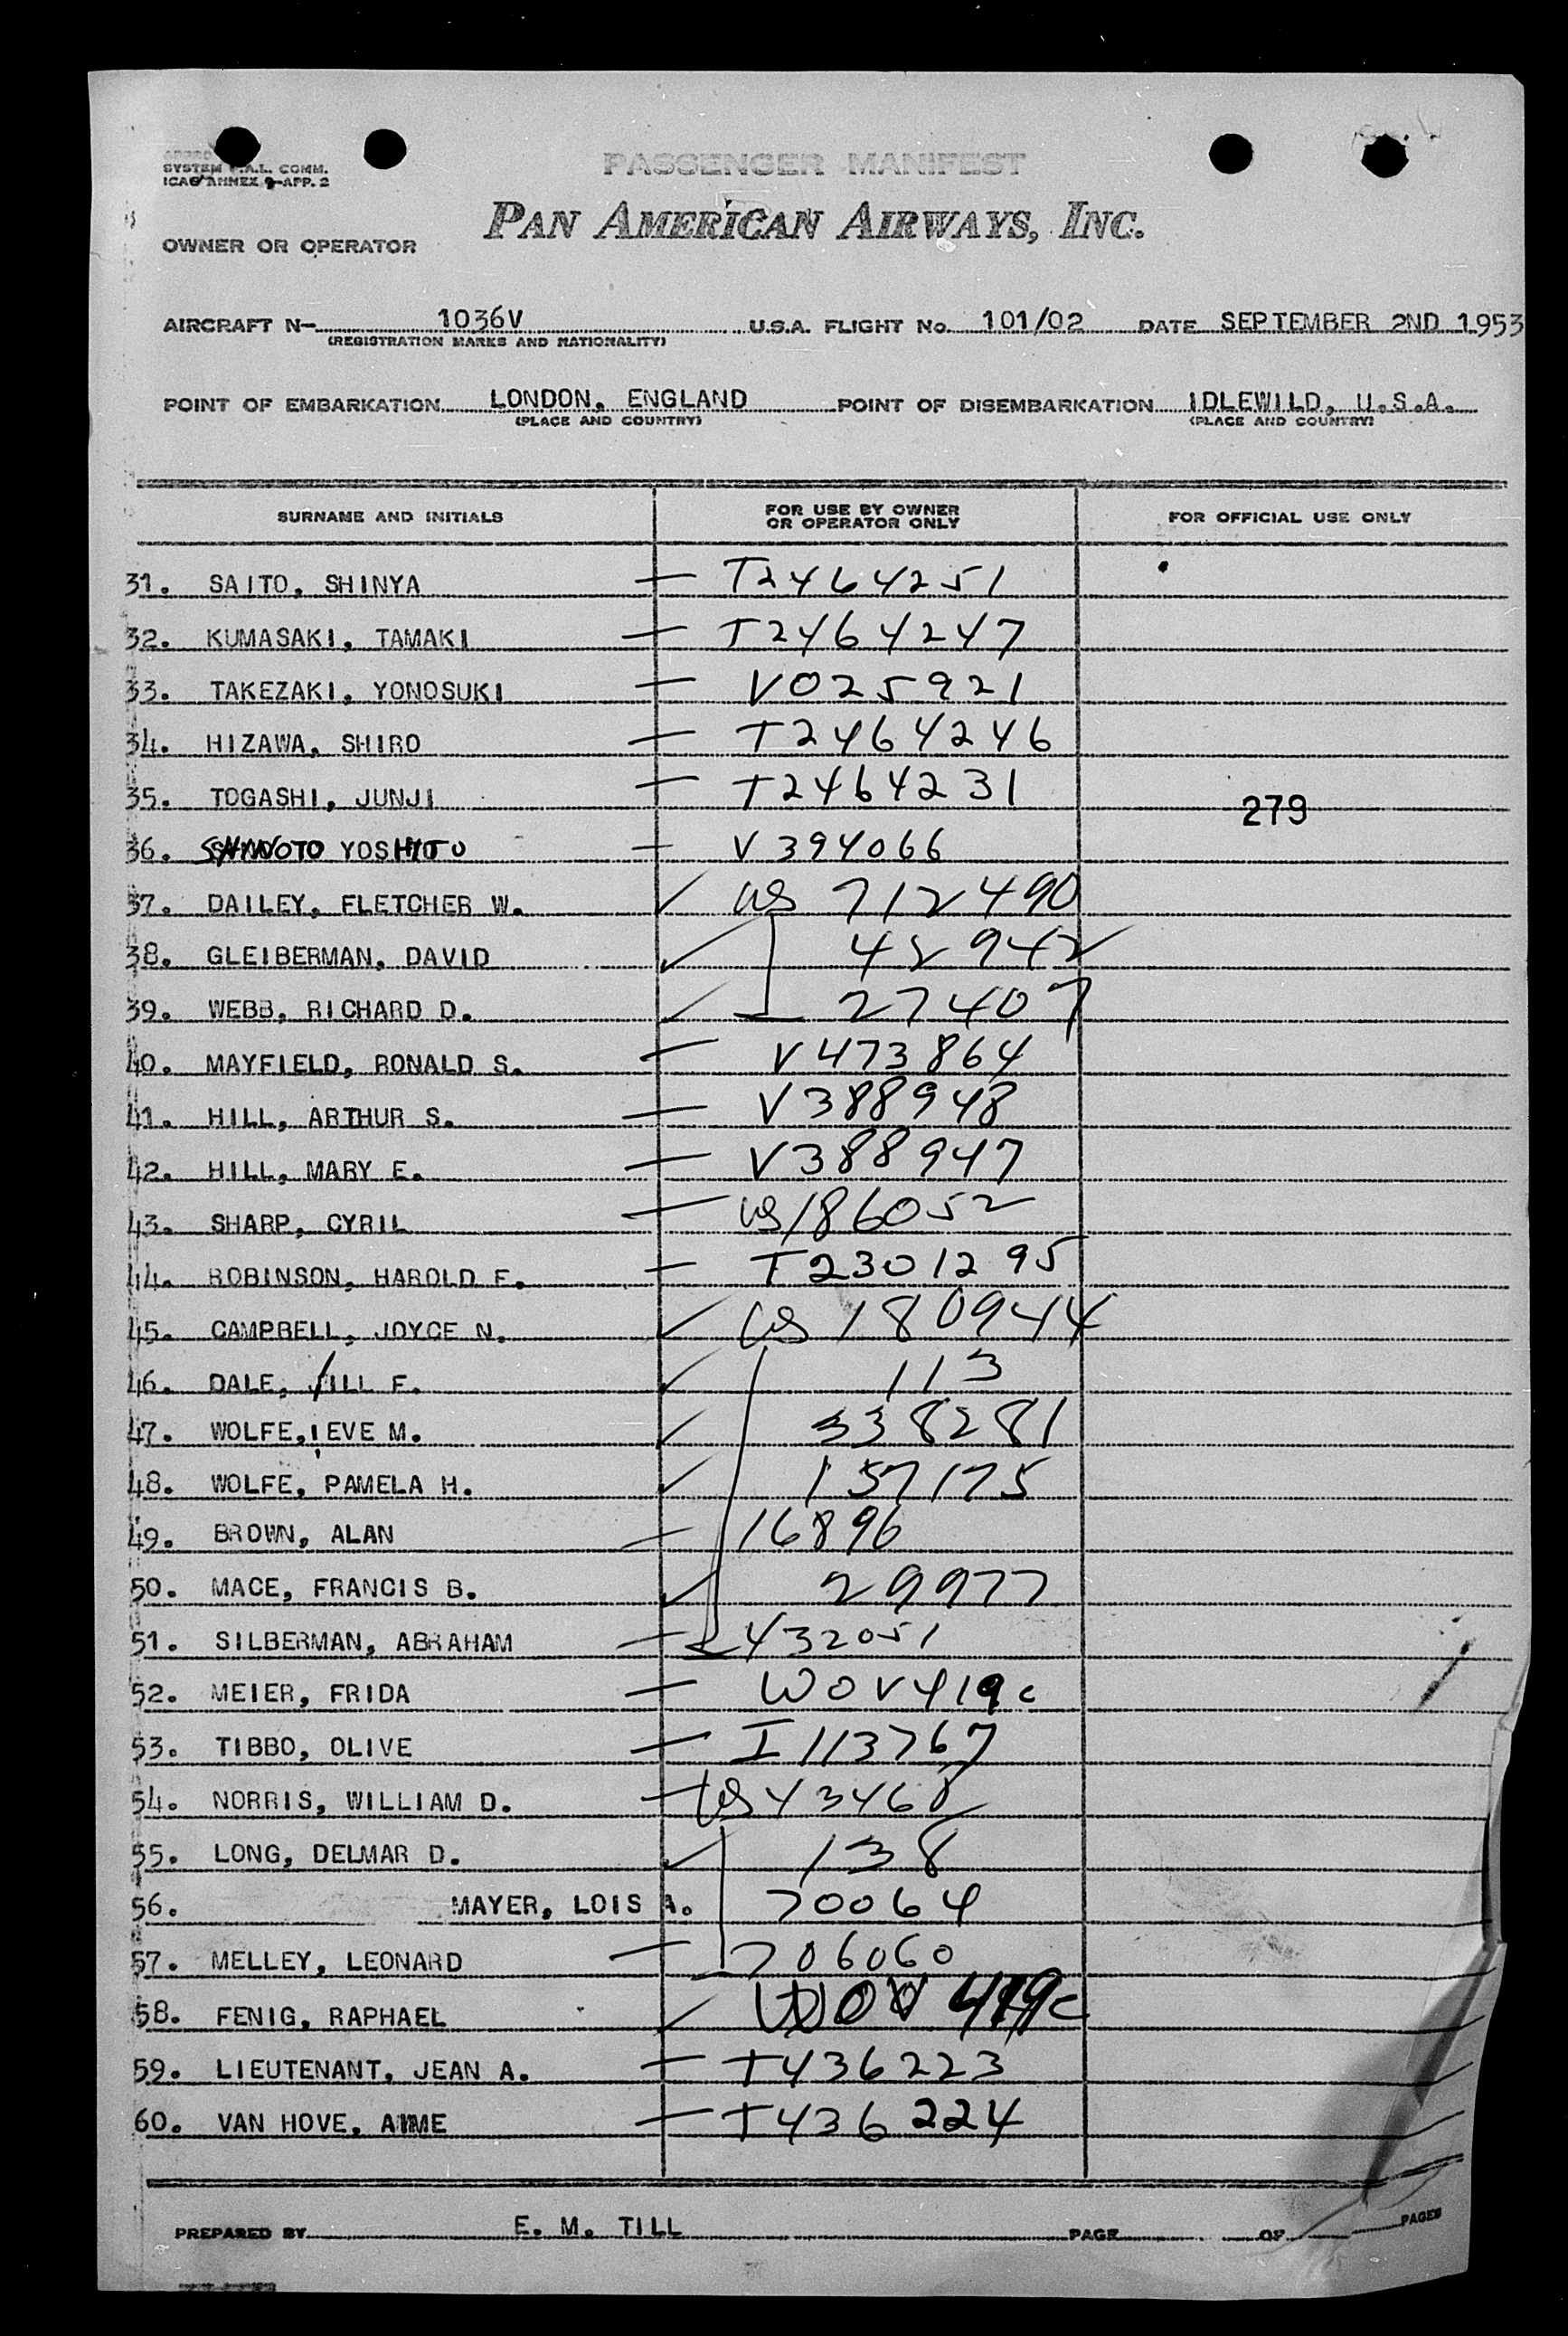 PASSENGER MANIFEST
SYSTEM F.A.L. COMM.
ICAO ANNEX 9-APP. 2
PAN AMERICAN AIRWAYS, INC.
OWNER OR OPERATOR
AIRCRAFT N- 1036V U.S.A. FLIGHT No. 101/02 DATE SEPTEMBER 2ND 1953
(REGISTRATION MARKS AND NATIONALITY)
POINT OF EMBARKATION LONDON, ENGLAND POINT OF DISEMBARKATION IDLEWILD, U.S.A.
(PLACE AND COUNTRY) (PLACE AND COUNTRY)
SURNAME AND INITIALS FOR USE BY OWNER OR OPERATOR ONLY FOR OFFICIAL USE ONLY
31. SAITO, SHINYA — T2464251
32. KUMASAKI, TAMAKI — T2464247
33. TAKEZAKI, YONOSUKI — V025921
34. HIZAWA, SHIRO — T2464246
35. TOGASHI, JUNJI — T2464231
279
36. YOSHITO — V394066
37. DAILEY, FLETCHER W. ✓ US 712490
38. GLEIBERMAN, DAVID ✓ 42942
39. WEBB, RICHARD D. ✓ 27407
40. MAYFIELD, RONALD S. — V473864
41. HILL, ARTHUR S. — V388948
42. HILL, MARY E. — V388947
43. SHARP, CYRIL — US186052
44. ROBINSON, HAROLD F. — T2301295
45. CAMPBELL, JOYCE N. ✓ US 180944
46. DALE, JILL F. ✓ 113
47. WOLFE, EVE M. ✓ 338281
48. WOLFE, PAMELA H. ✓ 157175
49. BROWN, ALAN — 16896
50. MACE, FRANCIS B. ✓ 29977
51. SILBERMAN, ABRAHAM — 432051
52. MEIER, FRIDA — WOV419c
53. TIBBO, OLIVE — I113767
54. NORRIS, WILLIAM D. — US43468
55. LONG, DELMAR D. ✓ 138
56. MAYER, LOIS A. 70064
57. MELLEY, LEONARD — 706060
58. FENIG, RAPHAEL ✓ WOV 419c
59. LIEUTENANT, JEAN A. — T436223
60. VAN HOVE, AIME — T436224
PREPARED BY E. M. TILL PAGE OF PAGES